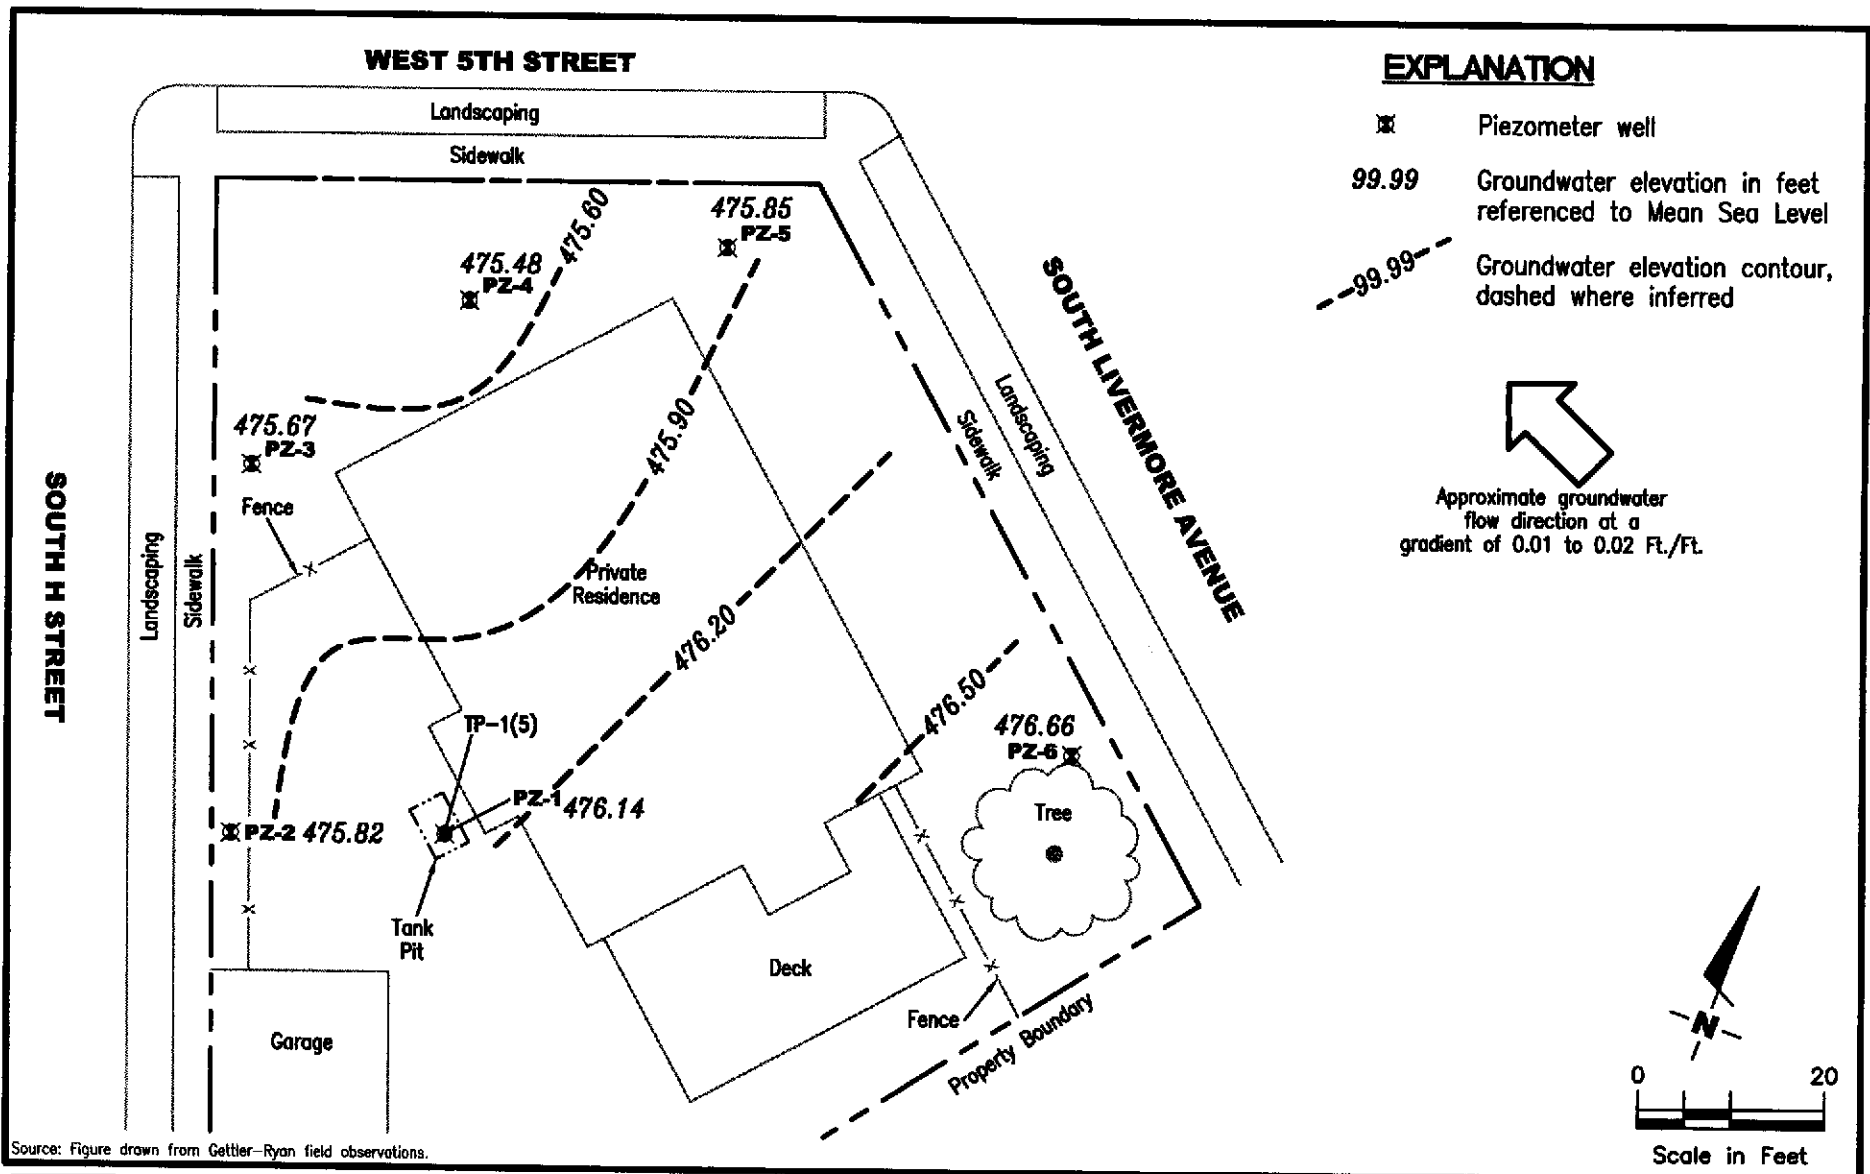 WEST 5TH STREET
Landscaping
Sidewalk
475.60
475.85
PZ-5
475.48
PZ-4
475.67
PZ-3
Fence
SOUTH H STREET
Landscaping
Sidewalk
475.90
Private
Residence
476.20
TP-1(5)
PZ-1 476.14
PZ-2 475.82
Tank
Pit
Garage
Deck
476.50
476.66
PZ-6
Tree
Fence
Property Boundary
Sidewalk
Landscaping
SOUTH LIVERMORE AVENUE
EXPLANATION
Piezometer well
99.99 Groundwater elevation in feet
referenced to Mean Sea Level
99.99 Groundwater elevation contour,
dashed where inferred
Approximate groundwater
flow direction at a
gradient of 0.01 to 0.02 Ft./Ft.
N
0 20
Scale in Feet
Source: Figure drawn from Gettler-Ryan field observations.